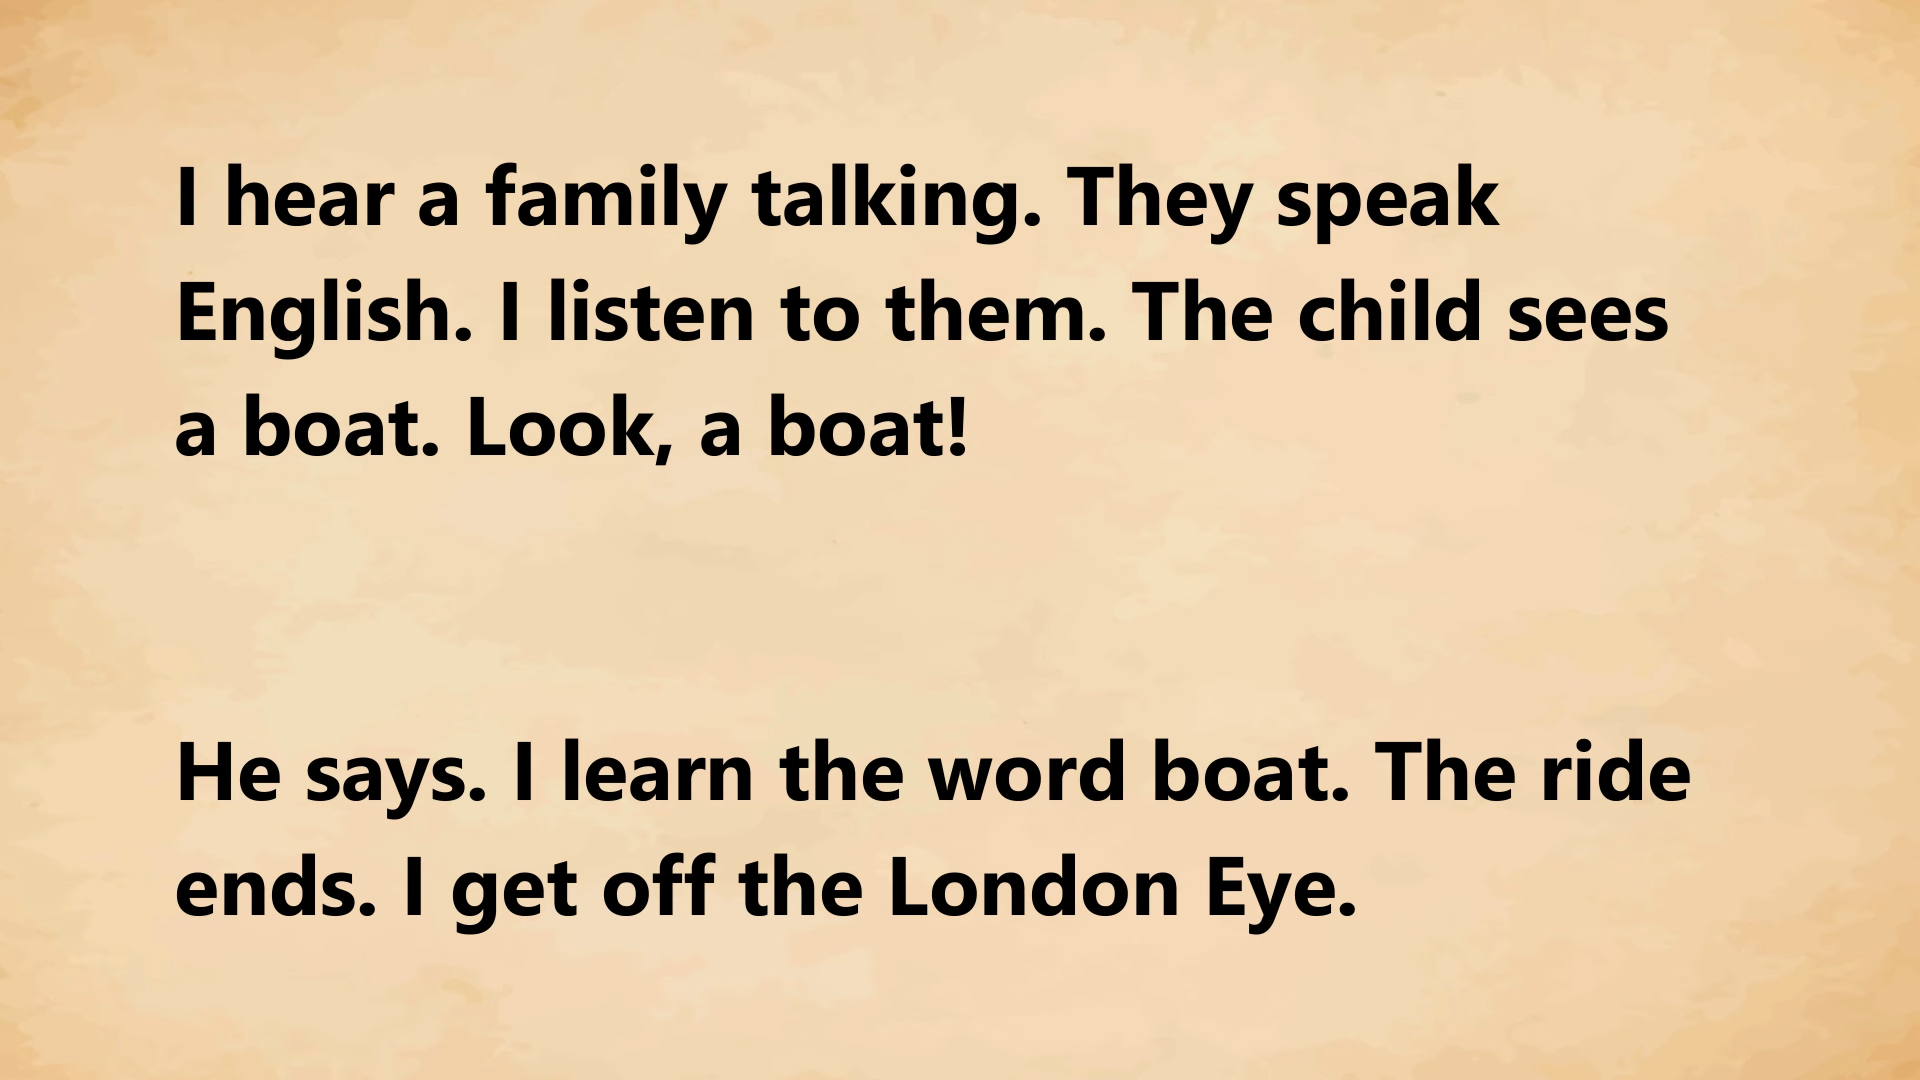 I hear a family talking. They speak
English. I listen to them. The child sees
a boat. Look, a boat!
He says. I learn the word boat. The ride
ends. I get off the London Eye.